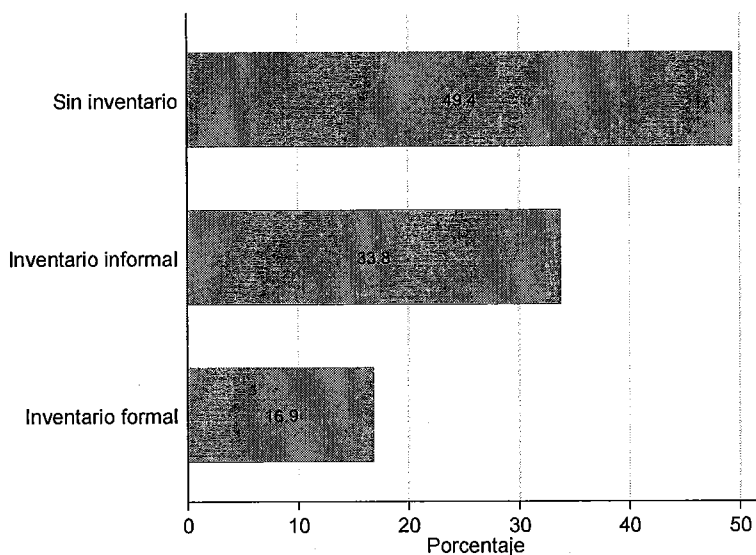 Sin inventario
49.4
Inventario informal
33.8
Inventario formal
16.9
0 10 20 30 40 50
Porcentaje